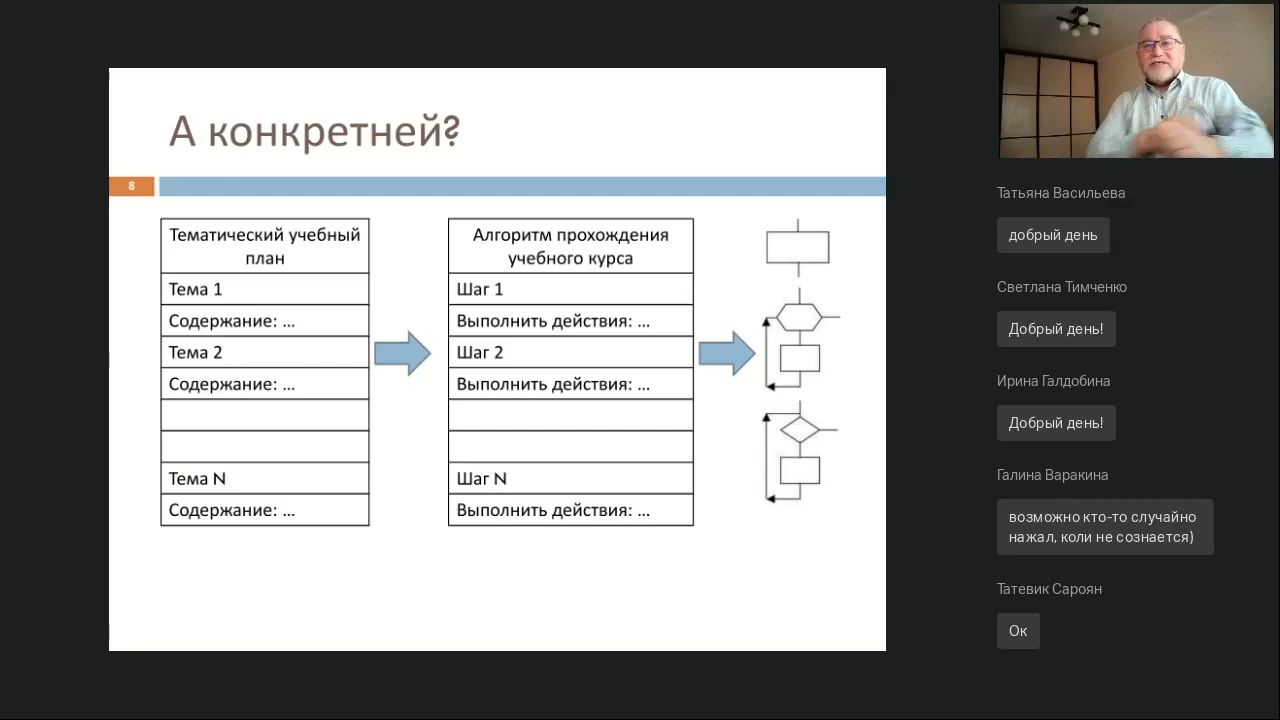 А конкретней?
8
Тематический учебный
план
Тема 1
Содержание: ...
Тема 2
Содержание: ...
Тема N
Содержание: ...
Алгоритм прохождения
учебного курса
Шаг 1
Выполнить действия: ...
Шаг 2
Выполнить действия: ...
Шаг N
Выполнить действия: ...
Татьяна Васильева
добрый день
Светлана Тимченко
Добрый день!
Ирина Галдобина
Добрый день!
Галина Варакина
возможно кто-то случайно
нажал, коли не сознается)
Татевик Сароян
Ок